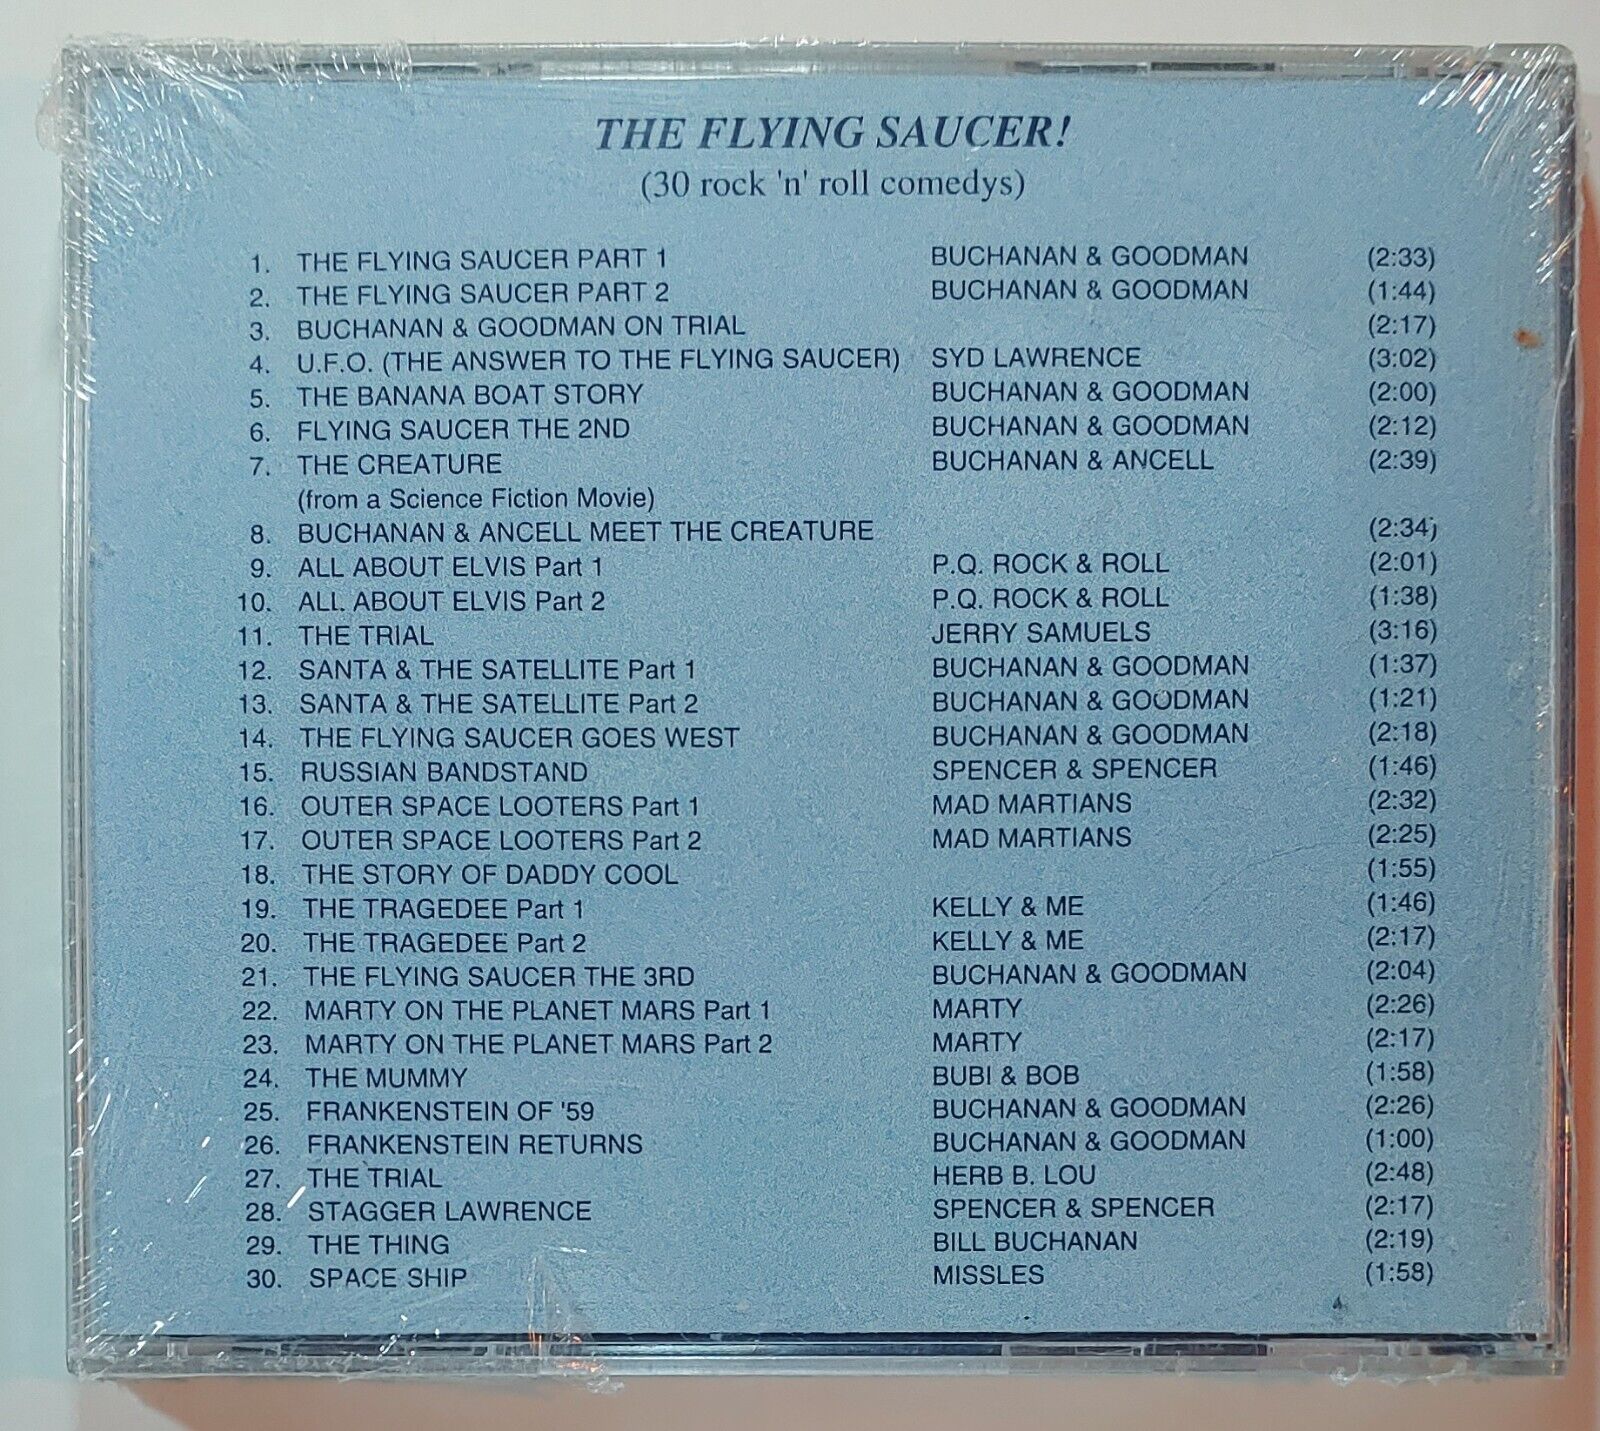 THE FLYING SAUCER!
(30 rock 'n' roll comedys)
1. THE FLYING SAUCER PART 1 BUCHANAN & GOODMAN (2:33)
2. THE FLYING SAUCER PART 2 BUCHANAN & GOODMAN (1:44)
3. BUCHANAN & GOODMAN ON TRIAL (2:17)
4. U.F.O. (THE ANSWER TO THE FLYING SAUCER) SYD LAWRENCE (3:02)
5. THE BANANA BOAT STORY BUCHANAN & GOODMAN (2:00)
6. FLYING SAUCER THE 2ND BUCHANAN & GOODMAN (2:12)
7. THE CREATURE BUCHANAN & ANCELL (2:39)
(from a Science Fiction Movie)
8. BUCHANAN & ANCELL MEET THE CREATURE (2:34)
9. ALL ABOUT ELVIS Part 1 P.Q. ROCK & ROLL (2:01)
10. ALL ABOUT ELVIS Part 2 P.Q. ROCK & ROLL (1:38)
11. THE TRIAL JERRY SAMUELS (3:16)
12. SANTA & THE SATELLITE Part 1 BUCHANAN & GOODMAN (1:37)
13. SANTA & THE SATELLITE Part 2 BUCHANAN & GOODMAN (1:21)
14. THE FLYING SAUCER GOES WEST BUCHANAN & GOODMAN (2:18)
15. RUSSIAN BANDSTAND SPENCER & SPENCER (1:46)
16. OUTER SPACE LOOTERS Part 1 MAD MARTIANS (2:32)
17. OUTER SPACE LOOTERS Part 2 MAD MARTIANS (2:25)
18. THE STORY OF DADDY COOL (1:55)
19. THE TRAGEDEE Part 1 KELLY & ME (1:46)
20. THE TRAGEDEE Part 2 KELLY & ME (2:17)
21. THE FLYING SAUCER THE 3RD BUCHANAN & GOODMAN (2:04)
22. MARTY ON THE PLANET MARS Part 1 MARTY (2:26)
23. MARTY ON THE PLANET MARS Part 2 MARTY (2:17)
24. THE MUMMY BUBI & BOB (1:58)
25. FRANKENSTEIN OF '59 BUCHANAN & GOODMAN (2:26)
26. FRANKENSTEIN RETURNS BUCHANAN & GOODMAN (1:00)
27. THE TRIAL HERB B. LOU (2:48)
28. STAGGER LAWRENCE SPENCER & SPENCER (2:17)
29. THE THING BILL BUCHANAN (2:19)
30. SPACE SHIP MISSLES (1:58)